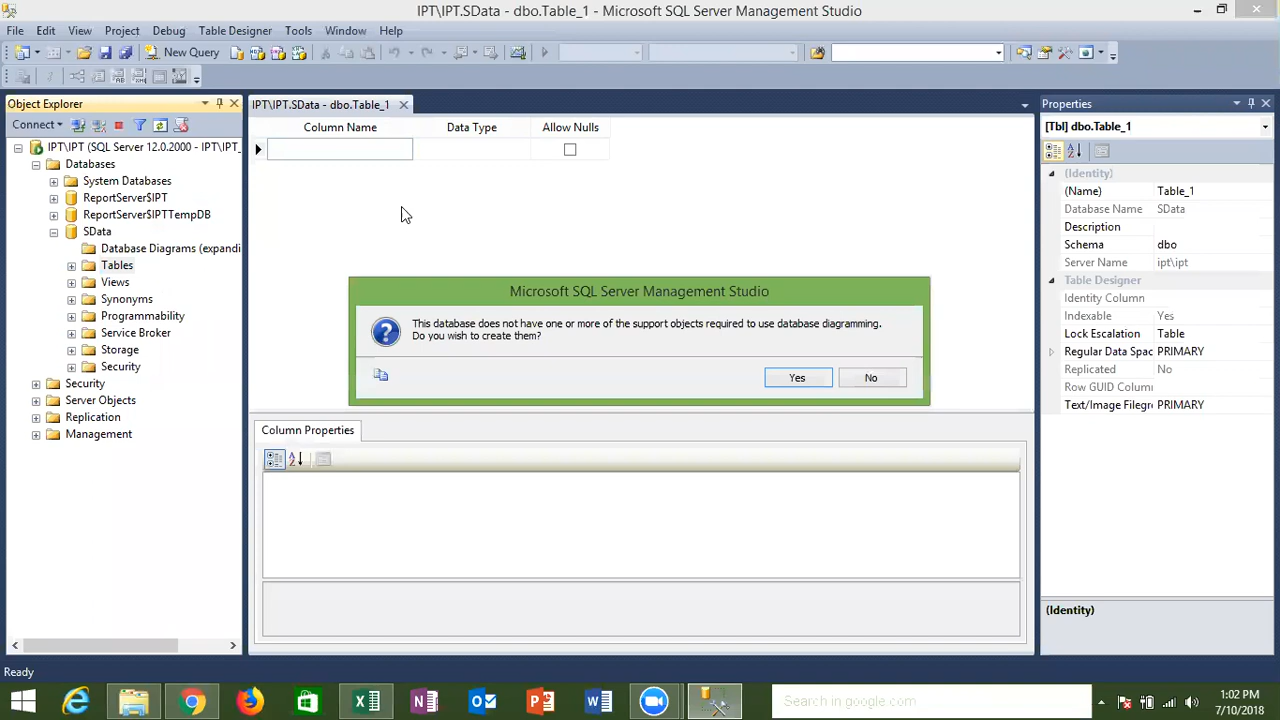 IPT\IPT.SData - dbo.Table_1 - Microsoft SQL Server Management Studio
File Edit View Project Debug Table Designer Tools Window Help
New Query
Object Explorer
IPT\IPT.SData - dbo.Table_1
Properties
Connect
Column Name Data Type Allow Nulls
[Tbl] dbo.Table_1
IPT\IPT (SQL Server 12.0.2000 - IPT\IPT_
Databases
System Databases
ReportServer$IPT
ReportServer$IPTTempDB
SData
Database Diagrams (expandi
Tables
Views
Synonyms
Programmability
Service Broker
Storage
Security
Security
Server Objects
Replication
Management
Microsoft SQL Server Management Studio
This database does not have one or more of the support objects required to use database diagramming.
Do you wish to create them?
Yes No
Column Properties
(Identity)
(Name) Table_1
Database Name SData
Description
Schema dbo
Server Name ipt\ipt
Table Designer
Identity Column
Indexable Yes
Lock Escalation Table
Regular Data Spac PRIMARY
Replicated No
Row GUID Column
Text/Image Filegr PRIMARY
(Identity)
Ready
Search in google.com
1:02 PM
7/10/2018